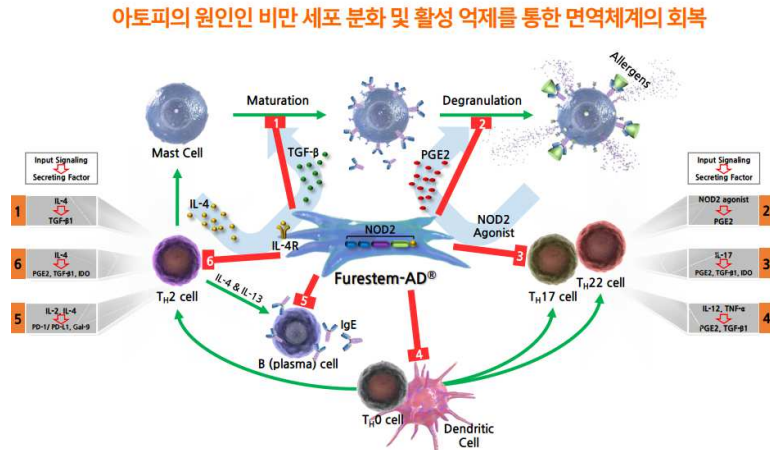 아토피의 원인인 비만 세포 분화 및 활성 억제를 통한 면역체계의 회복
Maturation
1
Degranulation
2
Allergens
Mast Cell
TGF-β
PGE2
IL-4
IL-4R
NOD2
NOD2
Agonist
Furestem-AD®
Input Signaling
Secreting Factor
1
IL-4
TGF-β1
6
IL-4
PGE2, TGF-β1, IDO
5
IL-2, IL-4
PD-1/ PD-L1, Gal-9
Input Signaling
Secreting Factor
NOD2 agonist
PGE2
2
IL-17
PGE2, TGF-β1, IDO
3
IL-12, TNF-α
PGE2, TGF-β1
4
6
TH2 cell
IL-4 & IL-13
5
IgE
B (plasma) cell
3
TH17 cell
TH22 cell
4
TH0 cell
Dendritic
Cell